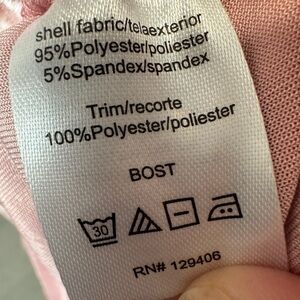 shell fabric/telaexterior
95%Polyester/poliester
5%Spandex/spandex
Trim/recorte
100%Polyester/poliester
BOST
30
RN# 129406